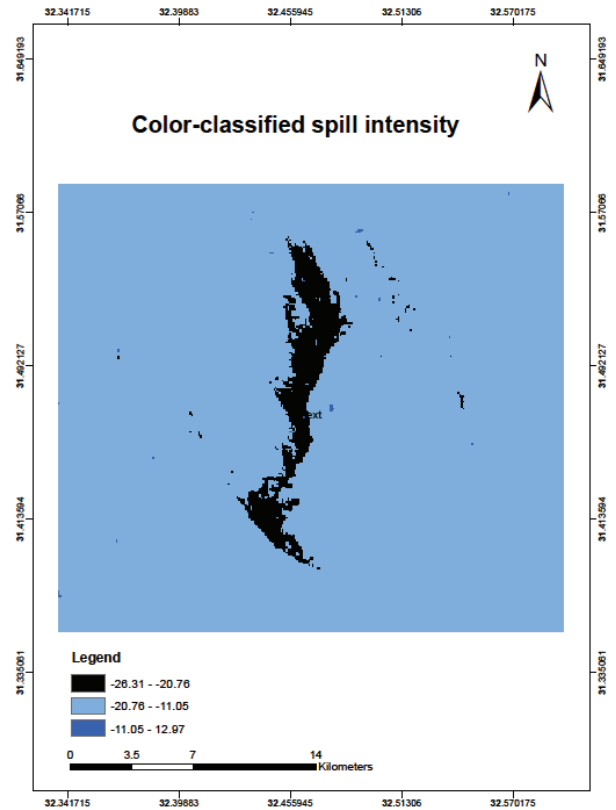 32.341715 32.39883 32.455945 32.51306 32.570175
31.649193 31.649193
N
Color-classified spill intensity
31.57066 31.57066
31.492127 31.492127
ext
31.413594 31.413594
31.335061 31.335061
Legend
-26.31 - -20.76
-20.76 - -11.05
-11.05 - 12.97
0 3.5 7 14
Kilometers
32.341715 32.39883 32.455945 32.51306 32.570175